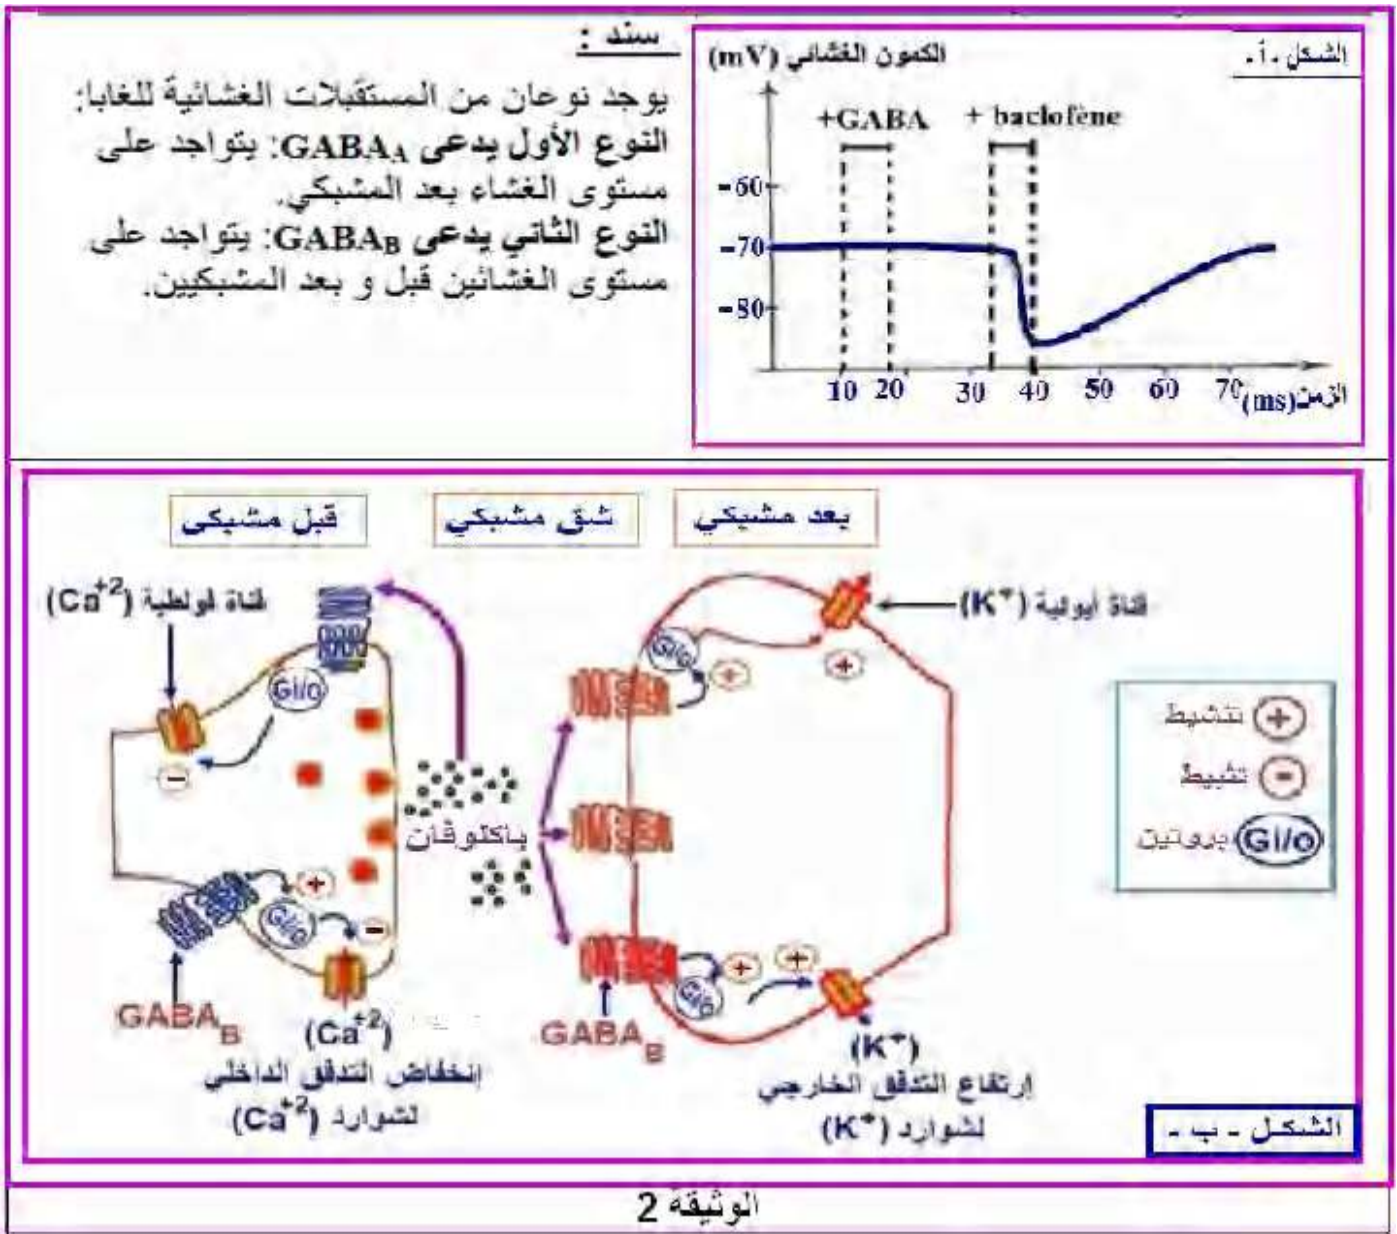 سند :
يوجد نوعان من المستقبلات الغشائية للغابا:
النوع الأول يدعى GABAA: يتواجد على
مستوى الغشاء بعد المشبكي.
النوع الثاني يدعى GABAB: يتواجد على
مستوى الغشائين قبل و بعد المشبكيين.
الشكل .أ.
الكمون الغشائي (mV)
+GABA + baclofène
-60
-70
-80
10 20 30 40 50 60 70
الزمن(ms)
قبل مشبكي
شق مشبكي
بعد مشبكي
قناة فولطية (Ca+2)
قناة أيونية (K+)
GI/o
Gi/o
+
+
-
+ تنشيط
- تثبيط
GI/o بروتين
باكلوفان
+
Gi/o
-
+
+
Gi/o
GABAB
(Ca+2)
إنخفاض التدفق الداخلي
لشوارد (Ca+2)
GABAB
(K+)
إرتفاع التدفق الخارجي
لشوارد (K+)
الشكل - ب -
الوثيقة 2